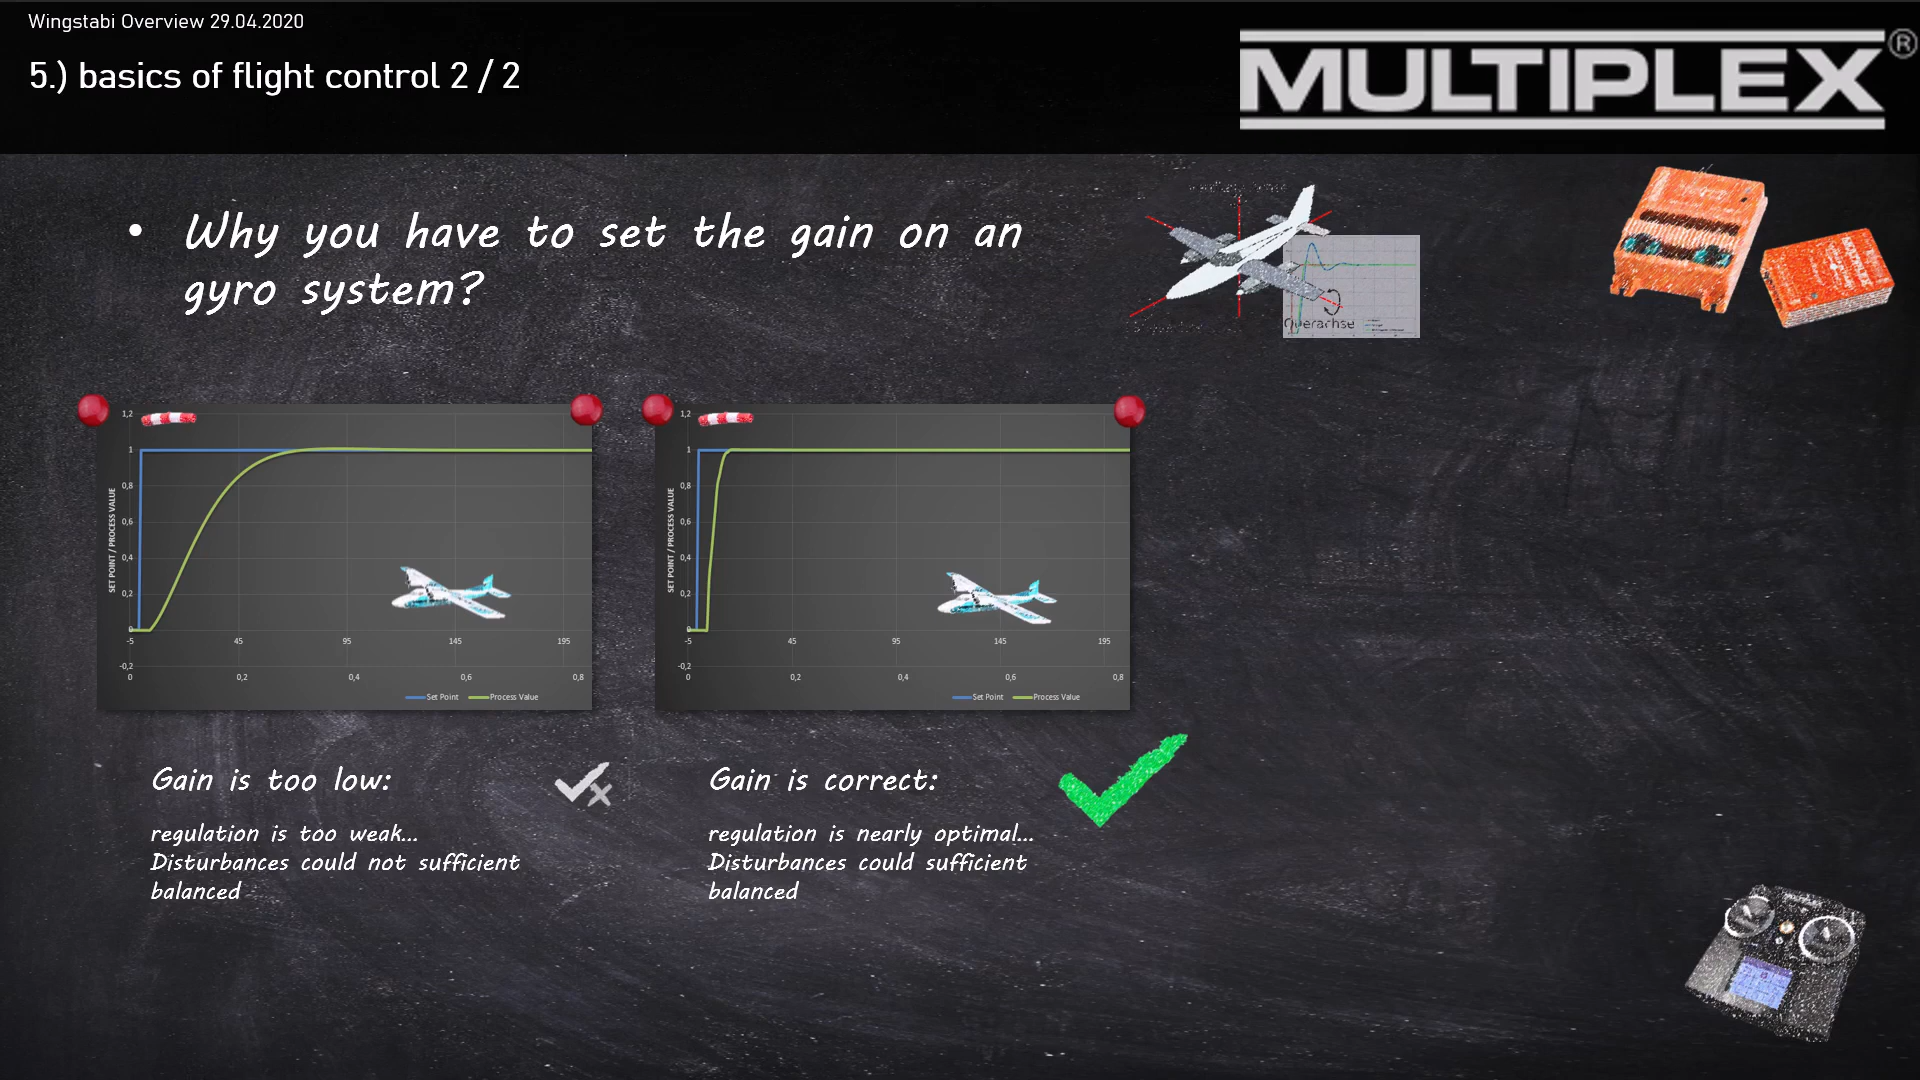 Wingstabi Overview 29.04.2020
5.) basics of flight control 2 / 2
MULTIPLEX®
• Why you have to set the gain on an
gyro system?
Querachse
1,2
1
0,8
0,6
0,4
0,2
0
-0,2
SET POINT / PROCESS VALUE
-5 45 95 145 195
0 0,2 0,4 0,6 0,8
Set Point Process Value
1,2
1
0,8
0,6
0,4
0,2
0
-0,2
SET POINT / PROCESS VALUE
-5 45 95 145 195
0 0,2 0,4 0,6 0,8
Set Point Process Value
Gain is too low:
regulation is too weak...
Disturbances could not sufficient
balanced
Gain is correct:
regulation is nearly optimal...
Disturbances could sufficient
balanced